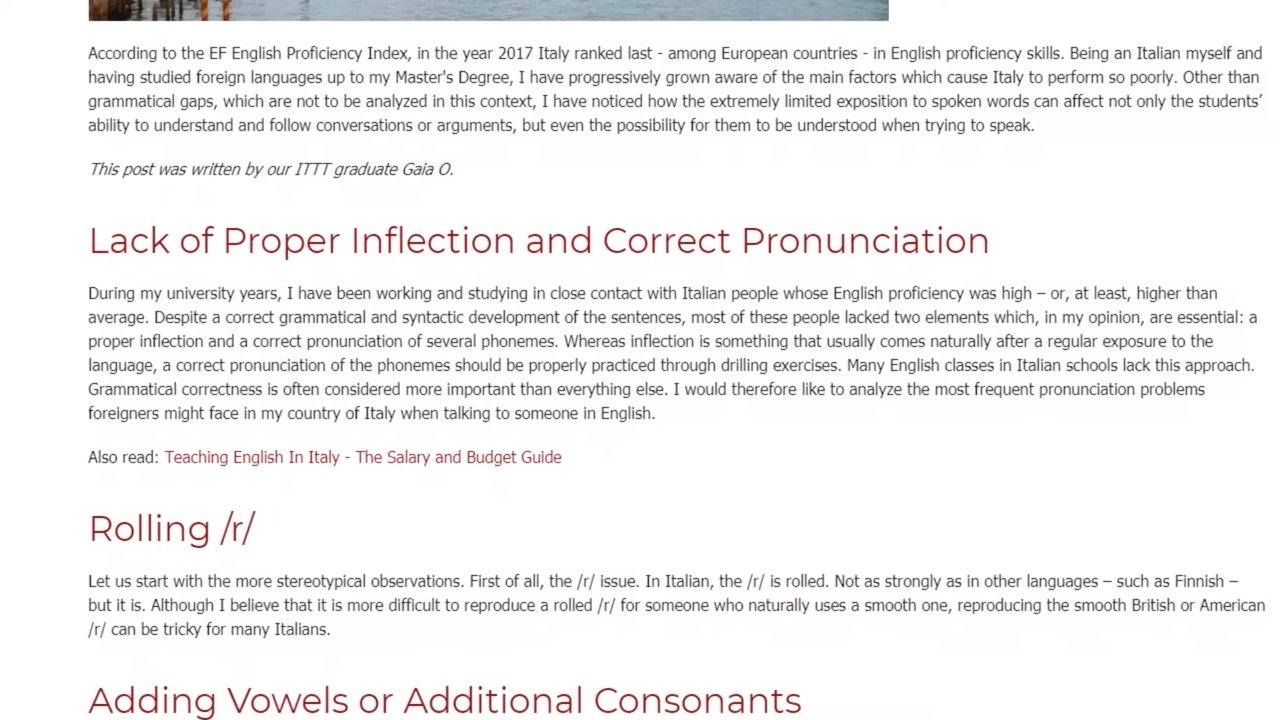 According to the EF English Proficiency Index, in the year 2017 Italy ranked last - among European countries - in English proficiency skills. Being an Italian myself and
having studied foreign languages up to my Master's Degree, I have progressively grown aware of the main factors which cause Italy to perform so poorly. Other than
grammatical gaps, which are not to be analyzed in this context, I have noticed how the extremely limited exposition to spoken words can affect not only the students’
ability to understand and follow conversations or arguments, but even the possibility for them to be understood when trying to speak.
This post was written by our ITTT graduate Gaia O.
Lack of Proper Inflection and Correct Pronunciation
During my university years, I have been working and studying in close contact with Italian people whose English proficiency was high – or, at least, higher than
average. Despite a correct grammatical and syntactic development of the sentences, most of these people lacked two elements which, in my opinion, are essential: a
proper inflection and a correct pronunciation of several phonemes. Whereas inflection is something that usually comes naturally after a regular exposure to the
language, a correct pronunciation of the phonemes should be properly practiced through drilling exercises. Many English classes in Italian schools lack this approach.
Grammatical correctness is often considered more important than everything else. I would therefore like to analyze the most frequent pronunciation problems
foreigners might face in my country of Italy when talking to someone in English.
Also read: Teaching English In Italy - The Salary and Budget Guide
Rolling /r/
Let us start with the more stereotypical observations. First of all, the /r/ issue. In Italian, the /r/ is rolled. Not as strongly as in other languages – such as Finnish –
but it is. Although I believe that it is more difficult to reproduce a rolled /r/ for someone who naturally uses a smooth one, reproducing the smooth British or American
/r/ can be tricky for many Italians.
Adding Vowels or Additional Consonants